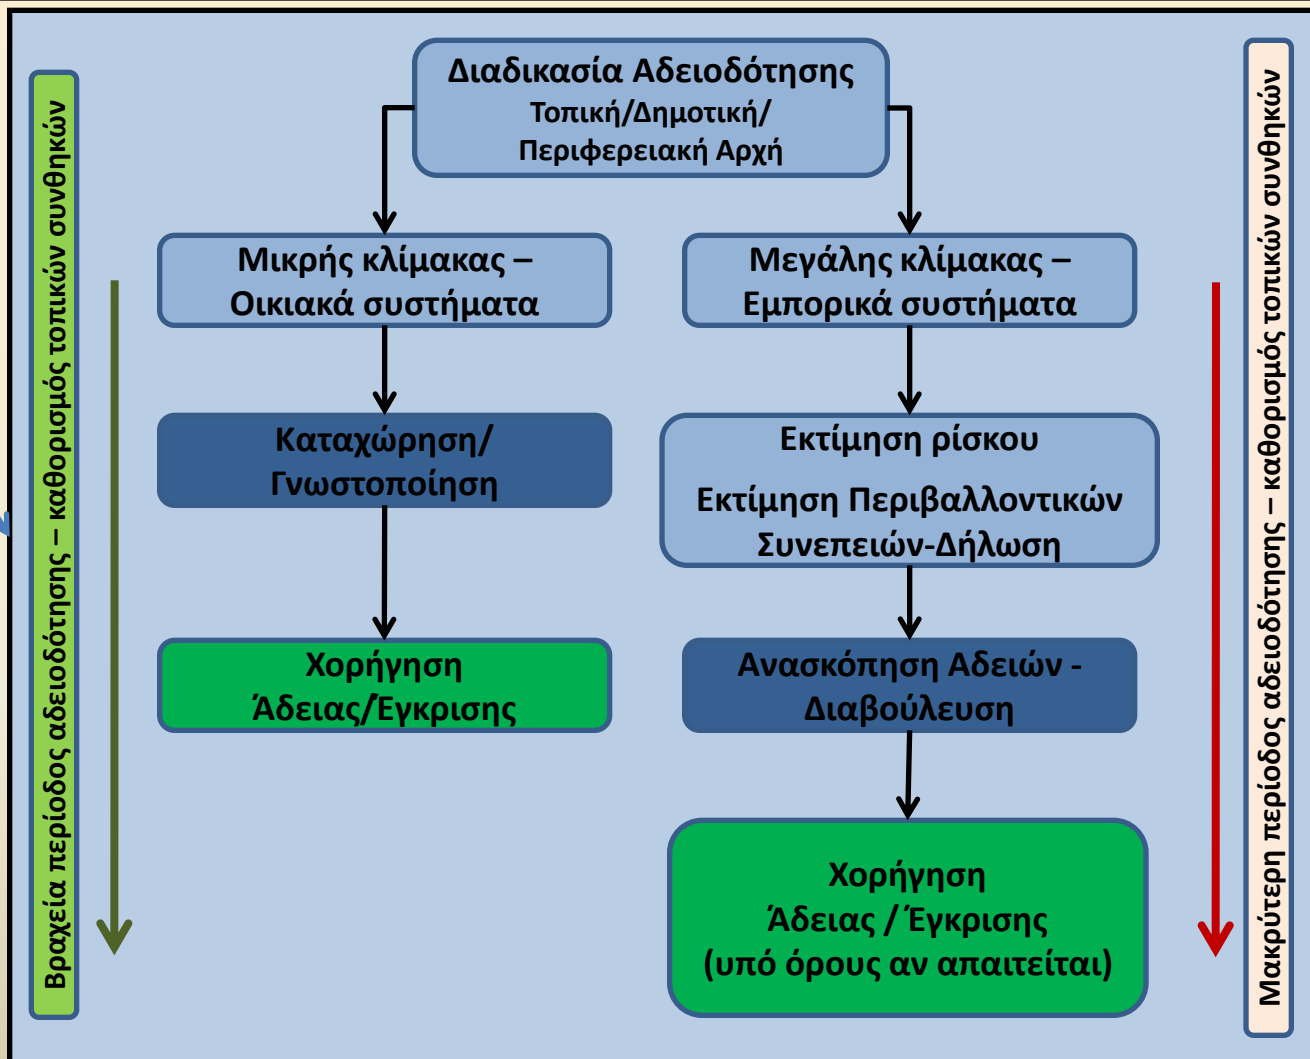 Διαδικασία Αδειοδότησης
Τοπική/Δημοτική/
Περιφερειακή Αρχή
Βραχεία περίοδος αδειοδότησης – καθορισμός τοπικών συνθηκών
Μικρής κλίμακας –
Οικιακά συστήματα
Καταχώρηση/
Γνωστοποίηση
Χορήγηση
Άδειας/Έγκρισης
Μεγάλης κλίμακας –
Εμπορικά συστήματα
Εκτίμηση ρίσκου
Εκτίμηση Περιβαλλοντικών
Συνεπειών-Δήλωση
Ανασκόπηση Αδειών -
Διαβούλευση
Χορήγηση
Άδειας / Έγκρισης
(υπό όρους αν απαιτείται)
Μακρύτερη περίοδος αδειοδότησης – καθορισμός τοπικών συνθηκών